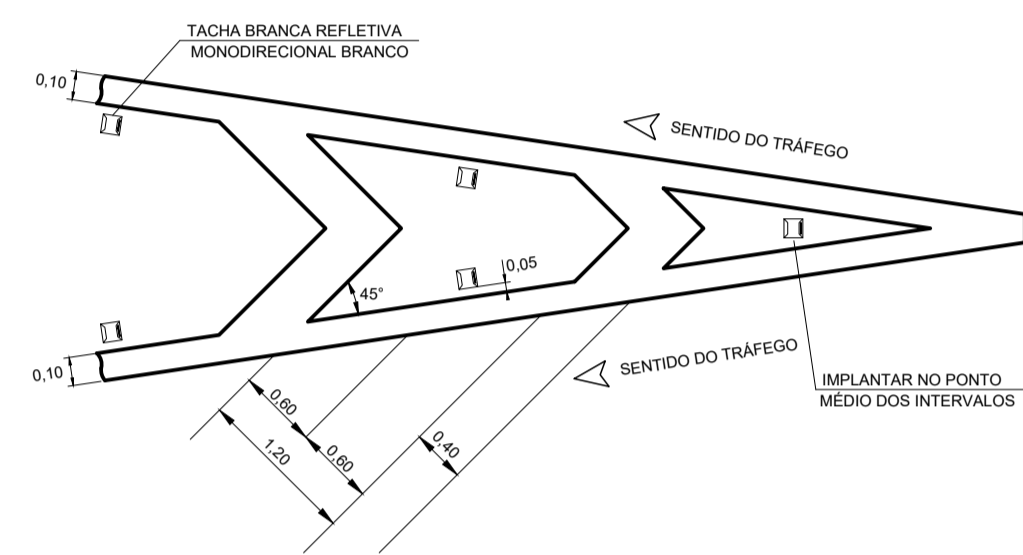 TACHA BRANCA REFLETIVA
MONODIRECIONAL BRANCO
0,10
SENTIDO DO TRÁFEGO
0,05
45°
0,10
SENTIDO DO TRÁFEGO
IMPLANTAR NO PONTO
MÉDIO DOS INTERVALOS
0,60
0,60
1,20
0,40